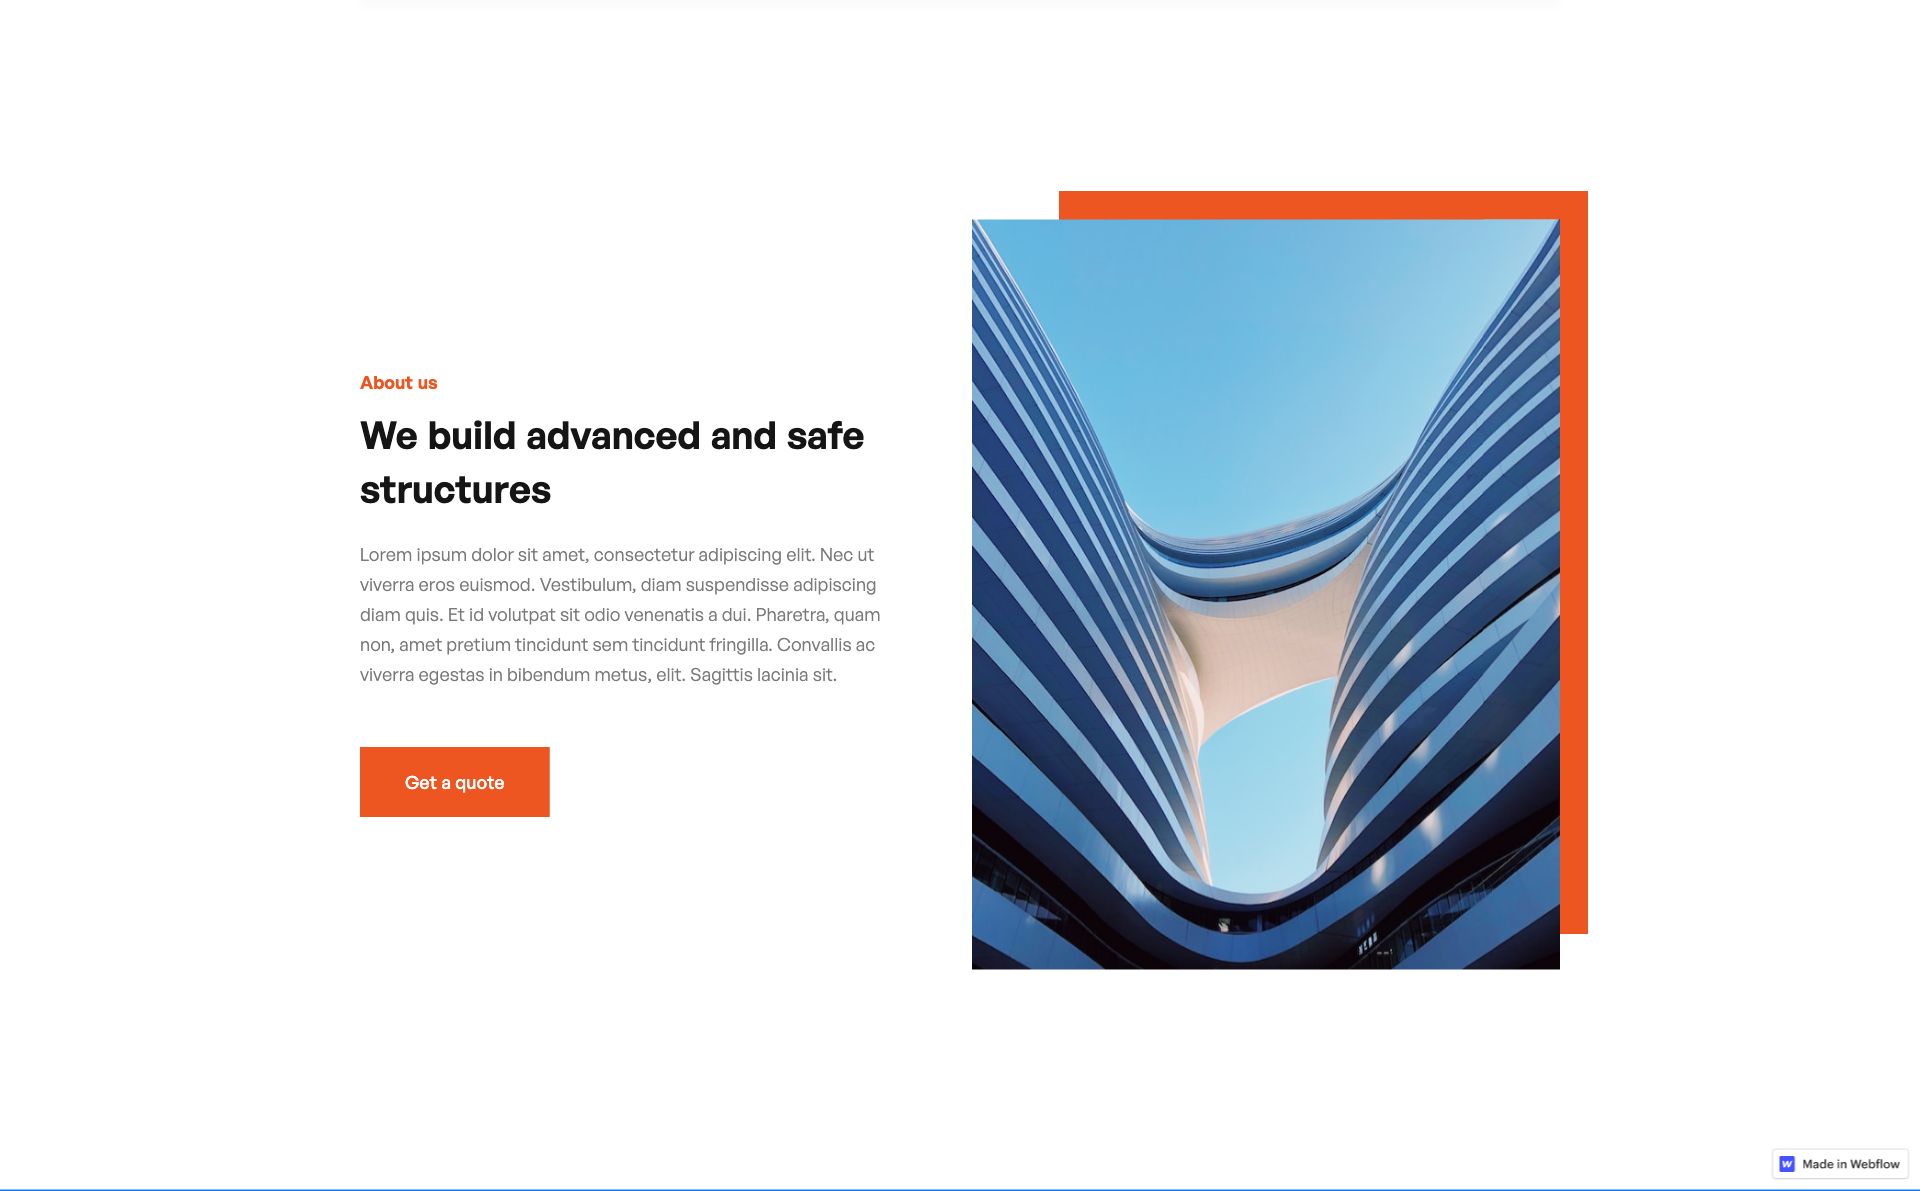 About us
We build advanced and safe
structures
Lorem ipsum dolor sit amet, consectetur adipiscing elit. Nec ut
viverra eros euismod. Vestibulum, diam suspendisse adipiscing
diam quis. Et id volutpat sit odio venenatis a dui. Pharetra, quam
non, amet pretium tincidunt sem tincidunt fringilla. Convallis ac
viverra egestas in bibendum metus, elit. Sagittis lacinia sit.
Get a quote
Made in Webflow